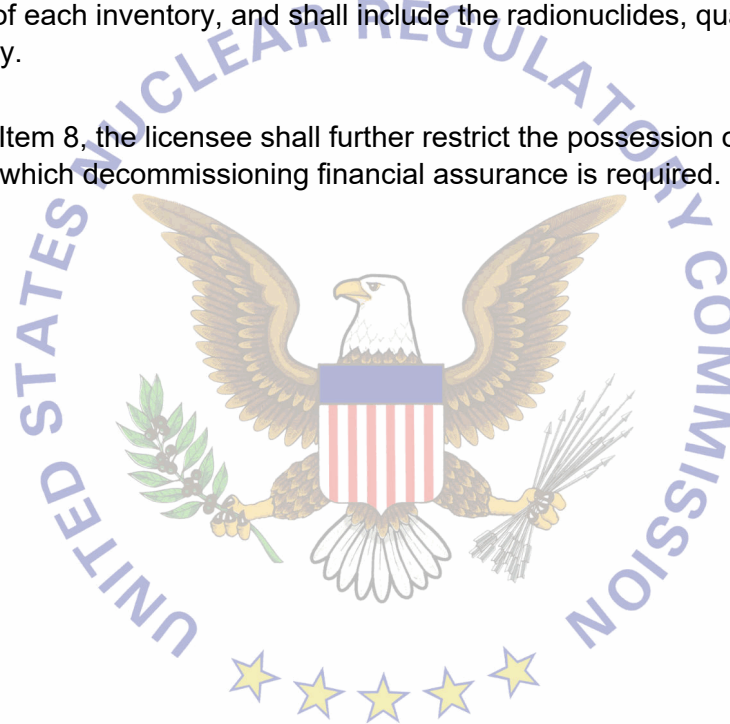 of each inventory, and shall include the radionuclides,
y.
Item 8, the licensee shall further restrict the possession
which decommissioning financial assurance is required.
UNITED STATES NUCLEAR REGULATORY COMMISSION